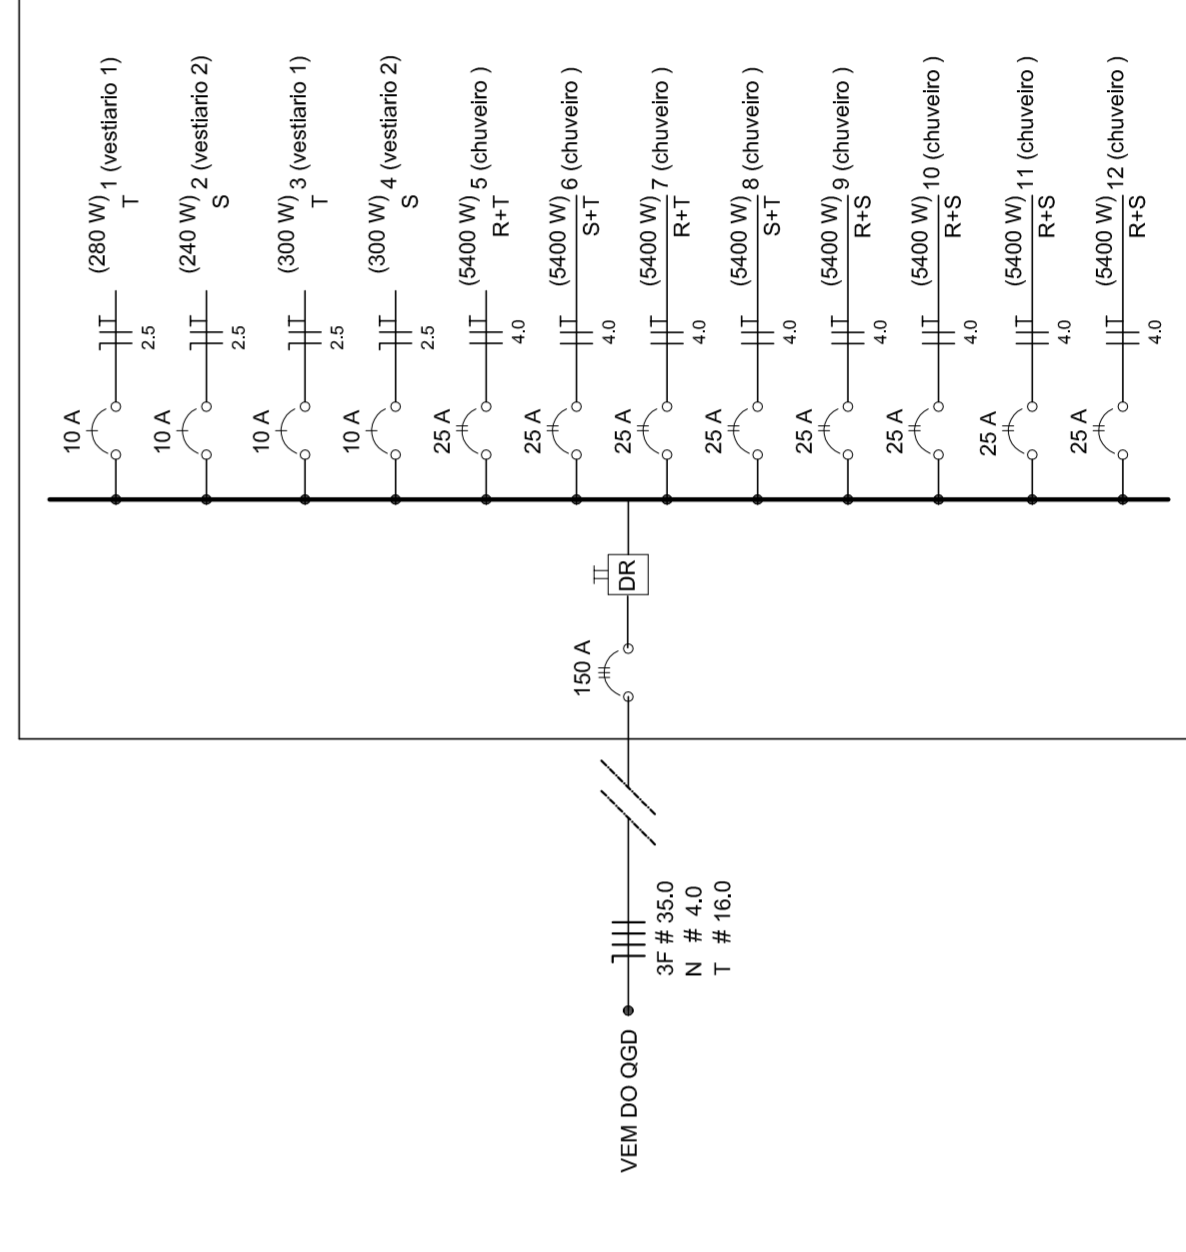 (280 W) 1 (vestiario 1)
T
10 A
2.5
(240 W) 2 (vestiario 2)
S
10 A
2.5
(300 W) 3 (vestiario 1)
T
10 A
2.5
(300 W) 4 (vestiario 2)
S
10 A
2.5
(5400 W) 5 (chuveiro )
R+T
25 A
4.0
(5400 W) 6 (chuveiro )
S+T
25 A
4.0
(5400 W) 7 (chuveiro )
R+T
25 A
4.0
(5400 W) 8 (chuveiro )
S+T
25 A
4.0
(5400 W) 9 (chuveiro )
R+S
25 A
4.0
(5400 W) 10 (chuveiro )
R+S
25 A
4.0
(5400 W) 11 (chuveiro )
R+S
25 A
4.0
(5400 W) 12 (chuveiro )
R+S
25 A
4.0
DR
150 A
3F # 35.0
N # 4.0
T # 16.0
VEM DO QGD